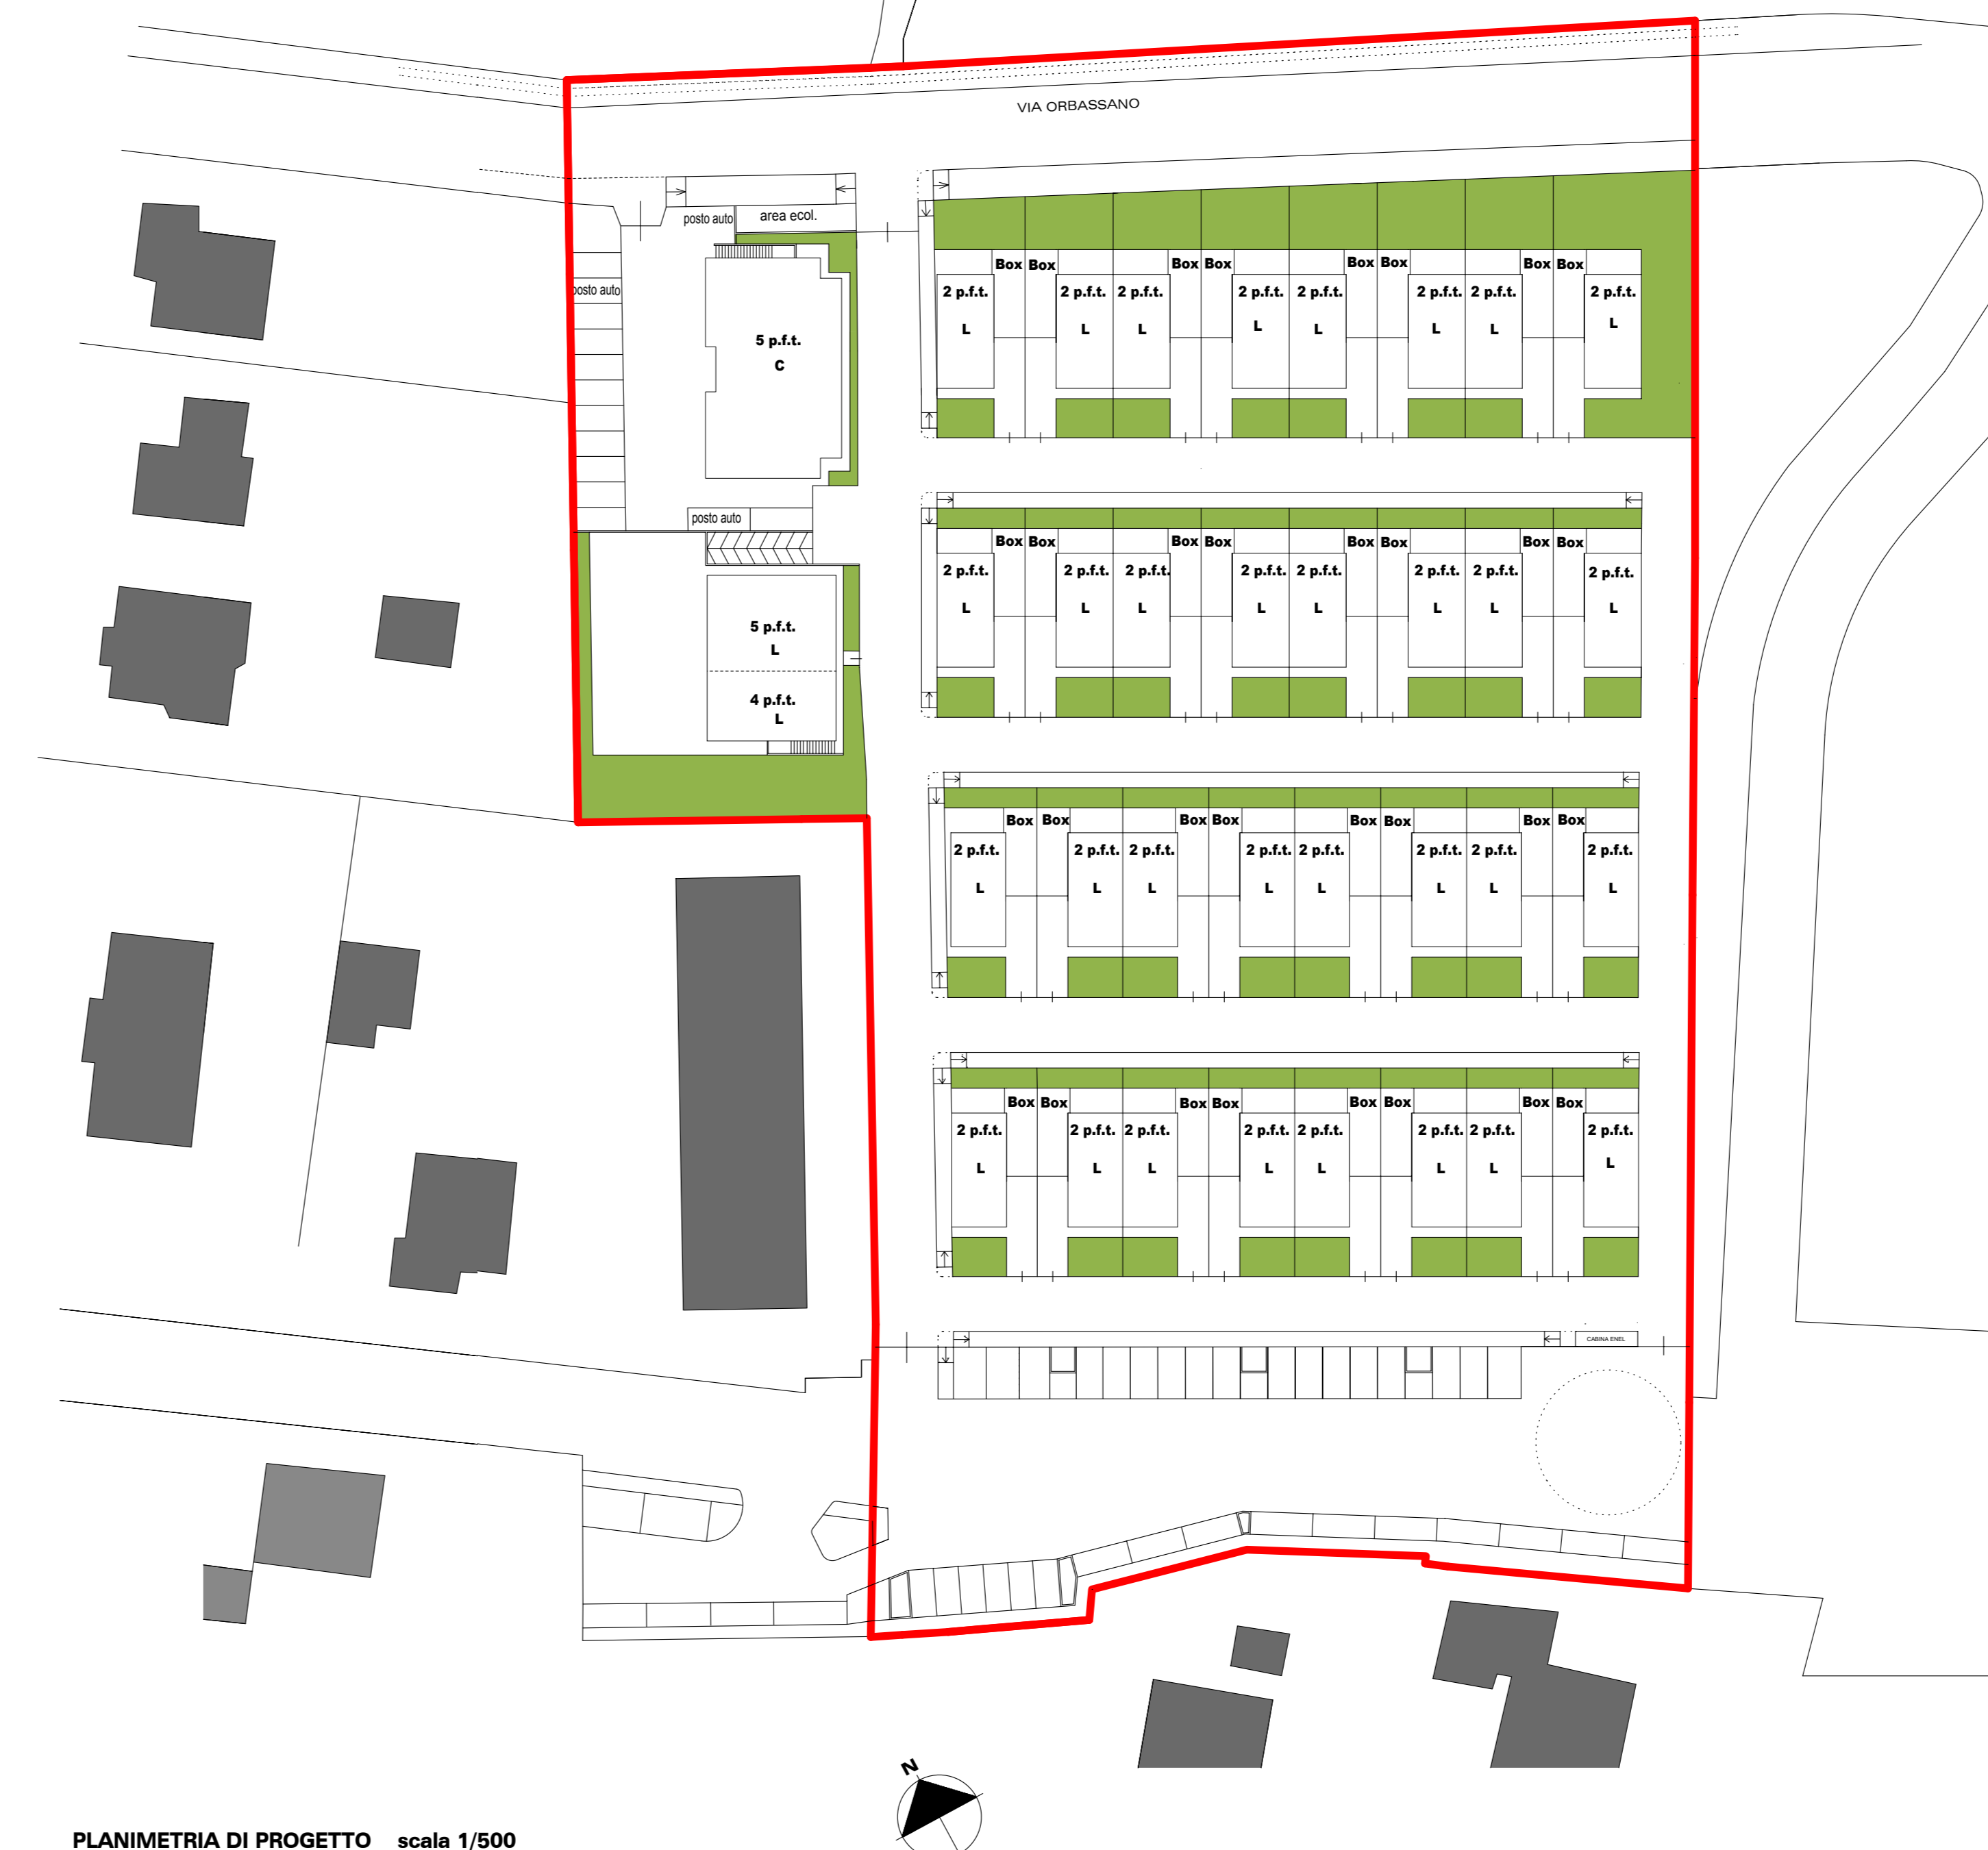 VIA ORBASSANO
posto auto
area ecol.
posto auto
5 p.f.t.
C
posto auto
5 p.f.t.
L
4 p.f.t.
L
Box Box Box Box Box Box Box Box
2 p.f.t. 2 p.f.t. 2 p.f.t. 2 p.f.t. 2 p.f.t. 2 p.f.t. 2 p.f.t. 2 p.f.t.
L L L L L L L L
Box Box Box Box Box Box Box Box
2 p.f.t. 2 p.f.t. 2 p.f.t. 2 p.f.t. 2 p.f.t. 2 p.f.t. 2 p.f.t. 2 p.f.t.
L L L L L L L L
Box Box Box Box Box Box Box Box
2 p.f.t. 2 p.f.t. 2 p.f.t. 2 p.f.t. 2 p.f.t. 2 p.f.t. 2 p.f.t. 2 p.f.t.
L L L L L L L L
Box Box Box Box Box Box Box Box
2 p.f.t. 2 p.f.t. 2 p.f.t. 2 p.f.t. 2 p.f.t. 2 p.f.t. 2 p.f.t. 2 p.f.t.
L L L L L L L L
CABINA ENEL
N
PLANIMETRIA DI PROGETTO scala 1/500